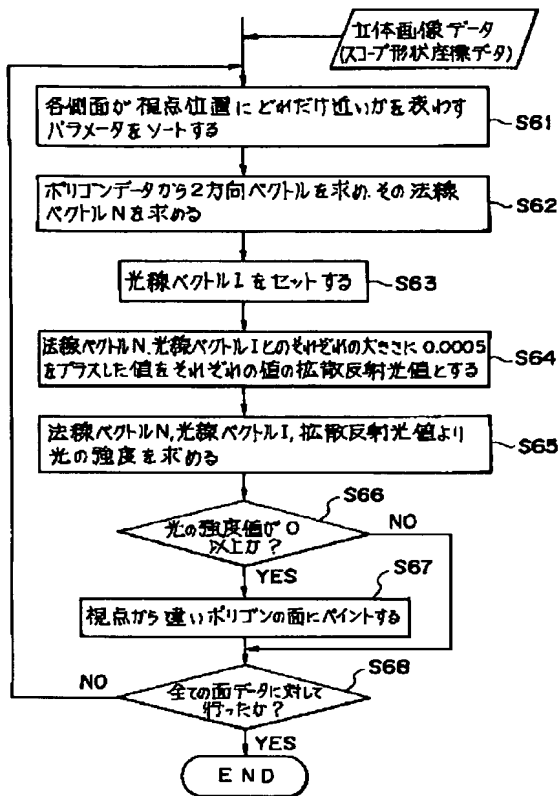 立体画像データ
(スコープ形状座標データ)
各側面が視点位置にどれだけ近いかを表わす
パラメータをソートする
S61
ポリゴンデータから2方向ベクトルを求め、その法線
ベクトルNを求める
S62
光線ベクトルIをセットする
S63
法線ベクトルN、光線ベクトルIとのそれぞれの大きさに0.0005
をプラスした値をそれぞれの値の拡散反射光値とする
S64
法線ベクトルN,光線ベクトルI,拡散反射光値より
光の強度を求める
S65
S66
光の強度値が0
以上か?
NO
YES
S67
視点から遠いポリゴンの面にペイントする
S68
NO
全ての面データに対して
行ったか?
YES
END